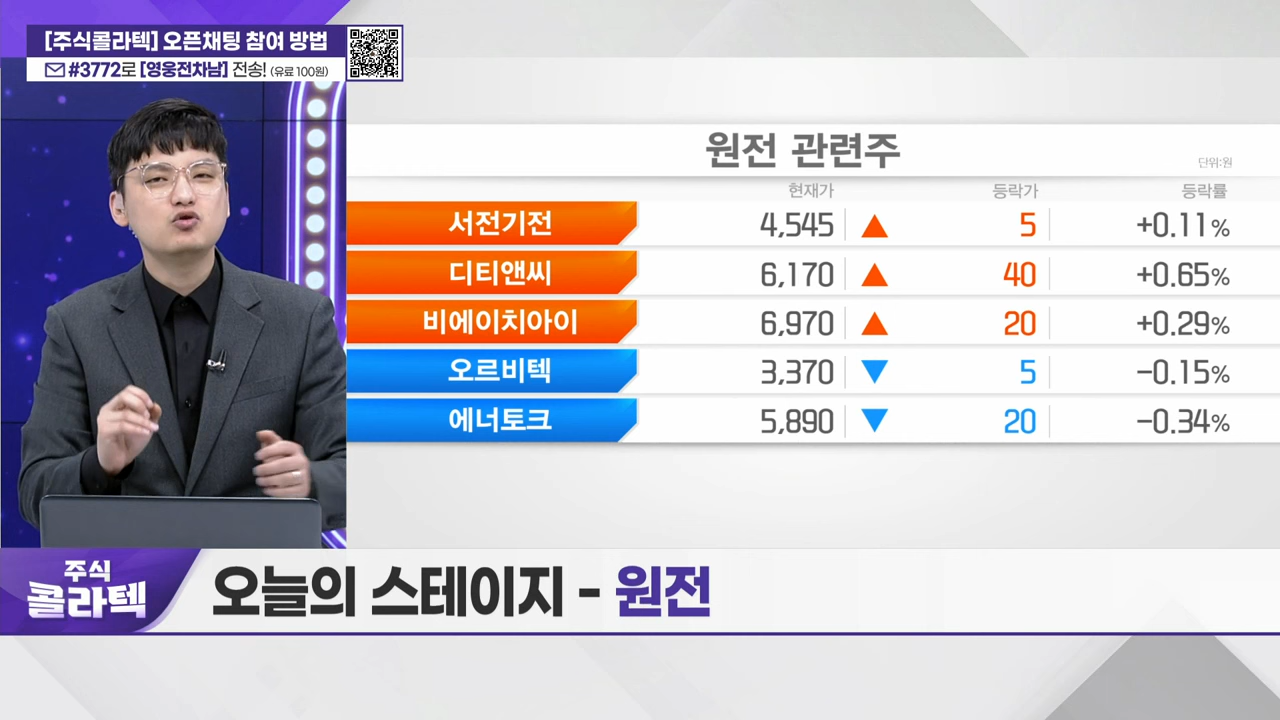 [주식콜라텍] 오픈채팅 참여 방법
#3772로 [영웅전차남] 전송! (유료 100원)
원전 관련주
단위:원
현재가 등락가 등락률
서전기전 4,545 ▲ 5 +0.11%
디티앤씨 6,170 ▲ 40 +0.65%
비에이치아이 6,970 ▲ 20 +0.29%
오르비텍 3,370 ▼ 5 -0.15%
에너토크 5,890 ▼ 20 -0.34%
주식
콜라텍
오늘의 스테이지 - 원전